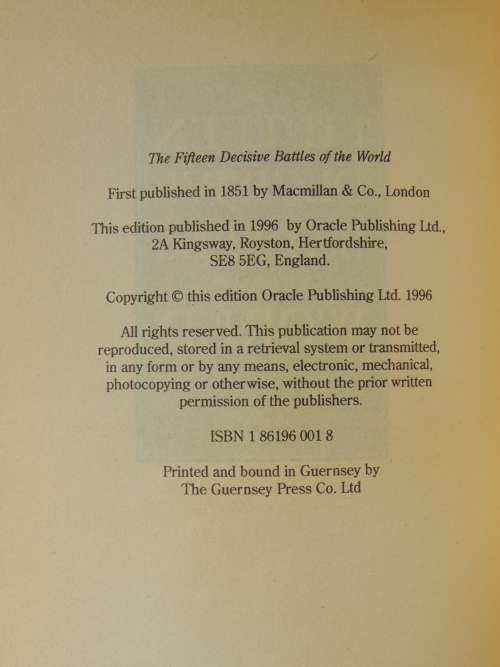 The Fifteen Decisive Battles of the World
First published in 1851 by Macmillan & Co., London
This edition published in 1996 by Oracle Publishing Ltd.,
2A Kingsway, Royston, Hertfordshire,
SE8 5EG, England.
Copyright © this edition Oracle Publishing Ltd. 1996
All rights reserved. This publication may not be
reproduced, stored in a retrieval system or transmitted,
in any form or by any means, electronic, mechanical,
photocopying or otherwise, without the prior written
permission of the publishers.
ISBN 1 86196 001 8
Printed and bound in Guernsey by
The Guernsey Press Co. Ltd